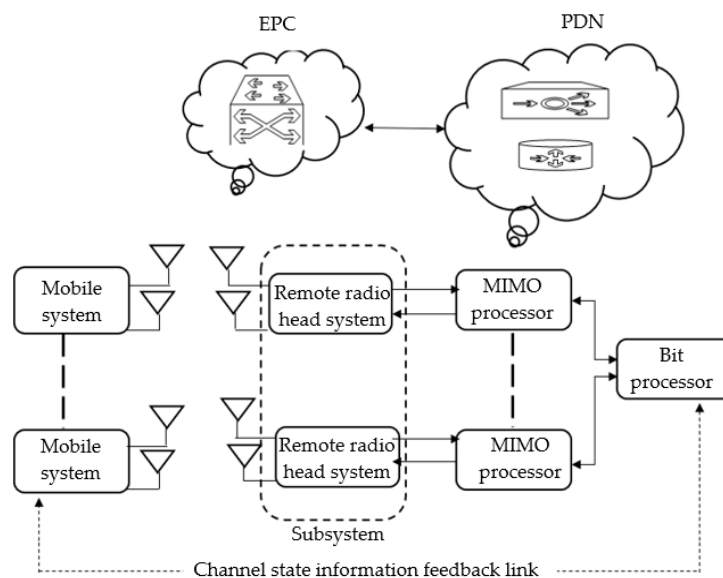 EPC
PDN
Mobile
system
Remote radio
head system
MIMO
processor
Bit
processor
Mobile
system
Remote radio
head system
MIMO
processor
Subsystem
Channel state information feedback link